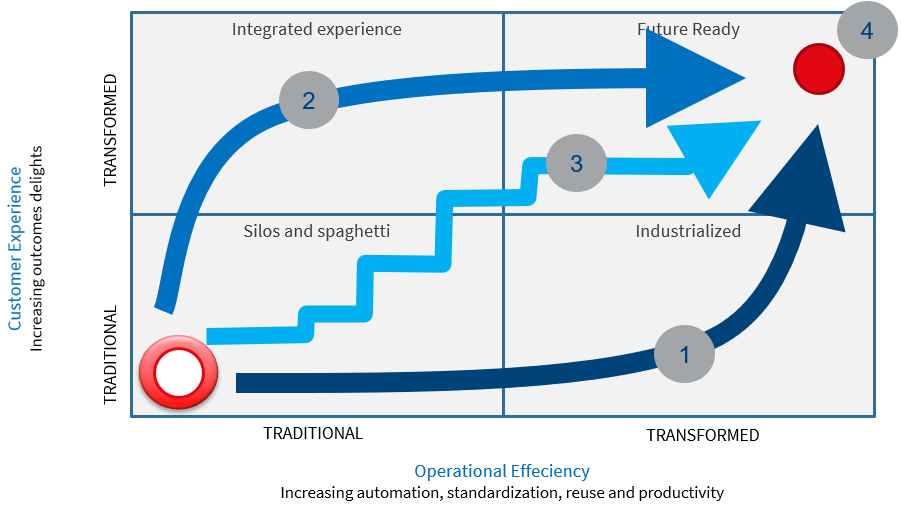 Integrated experience
Future Ready
4
2
3
TRANSFORMED
Customer Experience
Increasing outcomes delights
Silos and spaghetti
Industrialized
1
TRADITIONAL
TRADITIONAL
TRANSFORMED
Operational Effeciency
Increasing automation, standardization, reuse and productivity